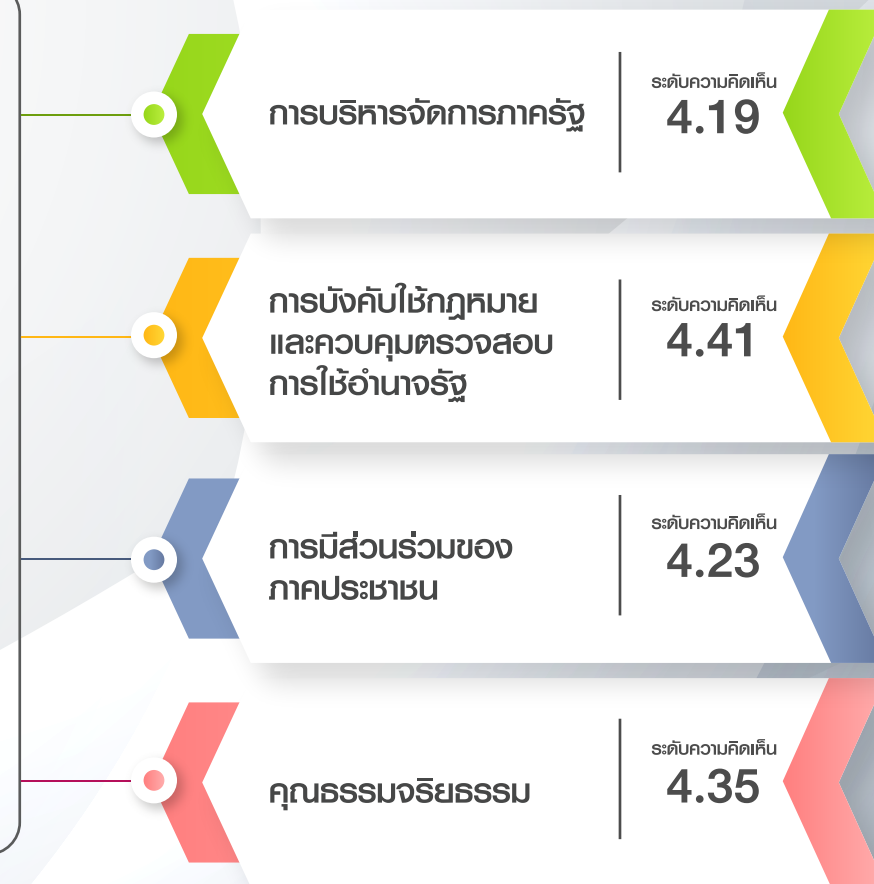 การบริหารจัดการภาครัฐ
ระดับความคิดเห็น
4.19
การบังคับใช้กฎหมาย
และควบคุมตรวจสอบ
การใช้อำนาจรัฐ
ระดับความคิดเห็น
4.41
การมีส่วนร่วมของ
ภาคประชาชน
ระดับความคิดเห็น
4.23
คุณธรรมจริยธรรม
ระดับความคิดเห็น
4.35